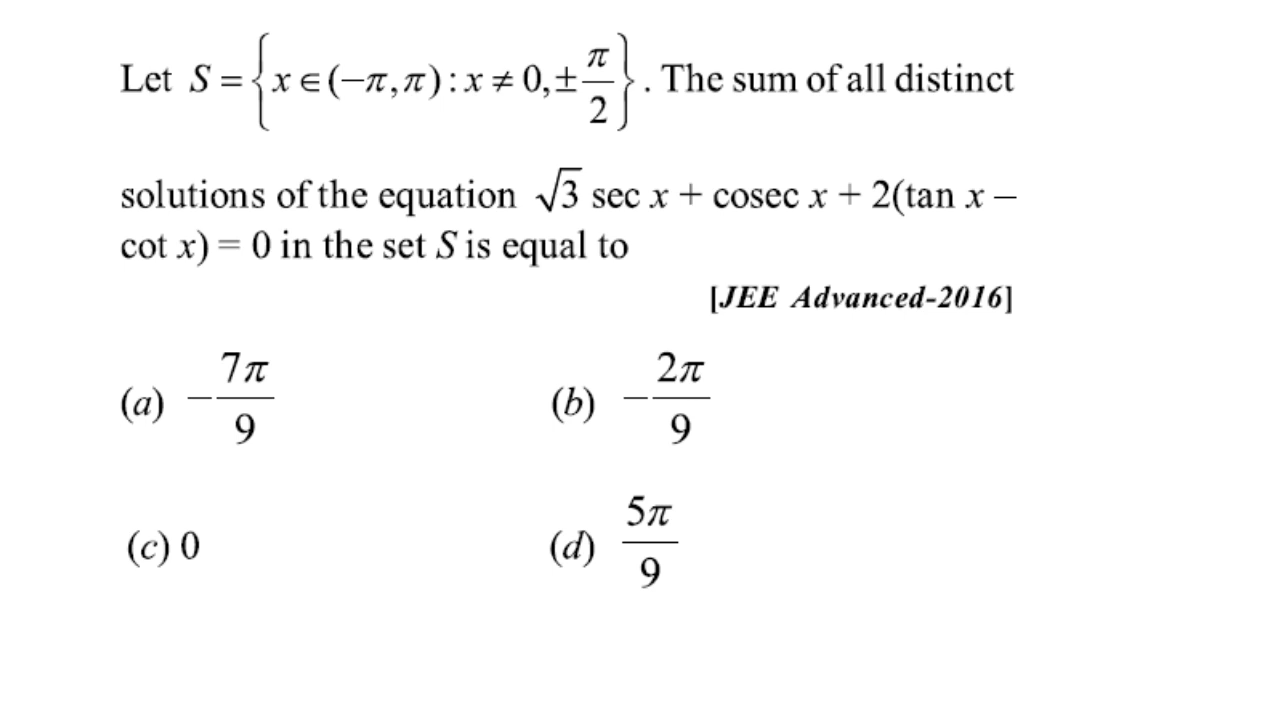 Let S = {x ∈ (−π, π) : x ≠ 0, ± π/2}. The sum of all distinct
solutions of the equation √3 sec x + cosec x + 2(tan x –
cot x) = 0 in the set S is equal to
[JEE Advanced-2016]
(a) −7π/9 (b) −2π/9
(c) 0 (d) 5π/9